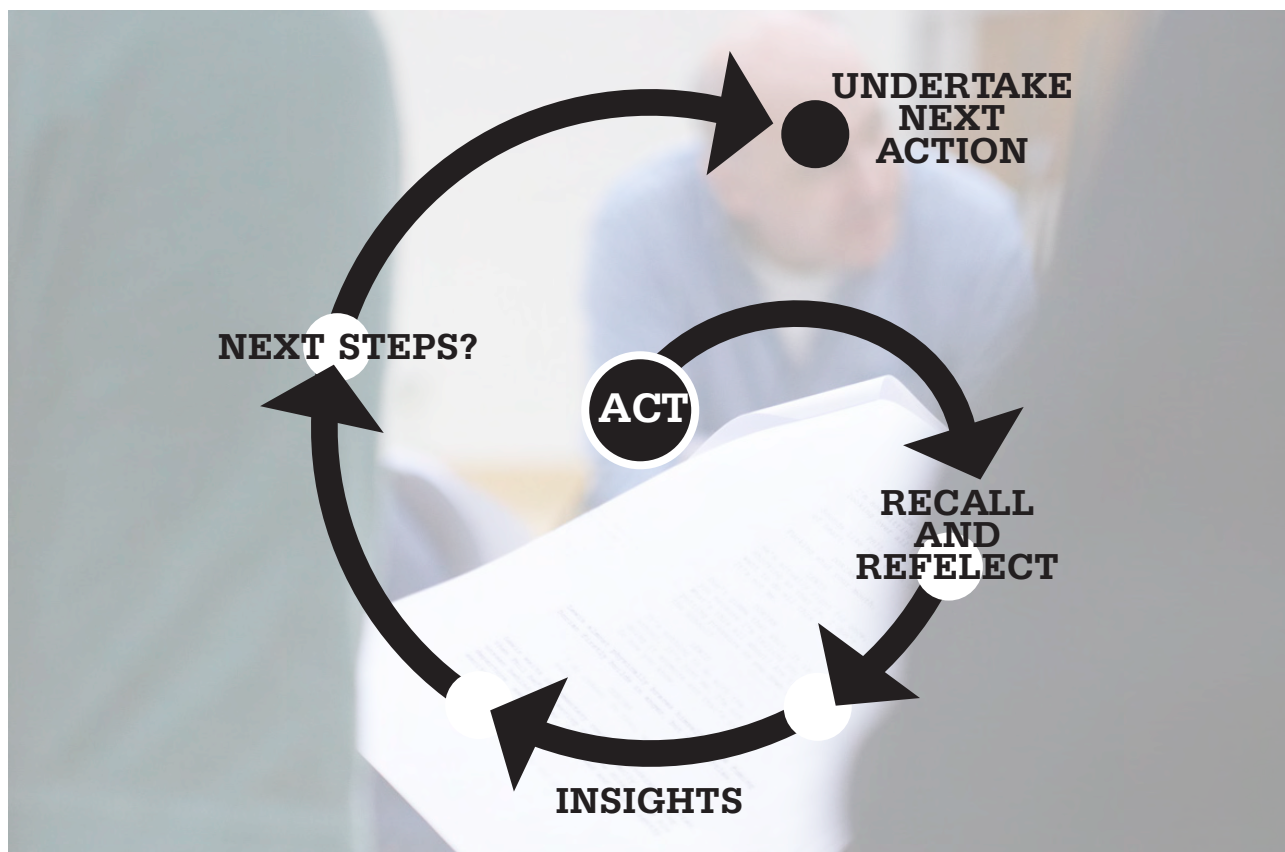 UNDERTAKE
NEXT
ACTION
NEXT STEPS?
ACT
RECALL
AND
REFELECT
INSIGHTS